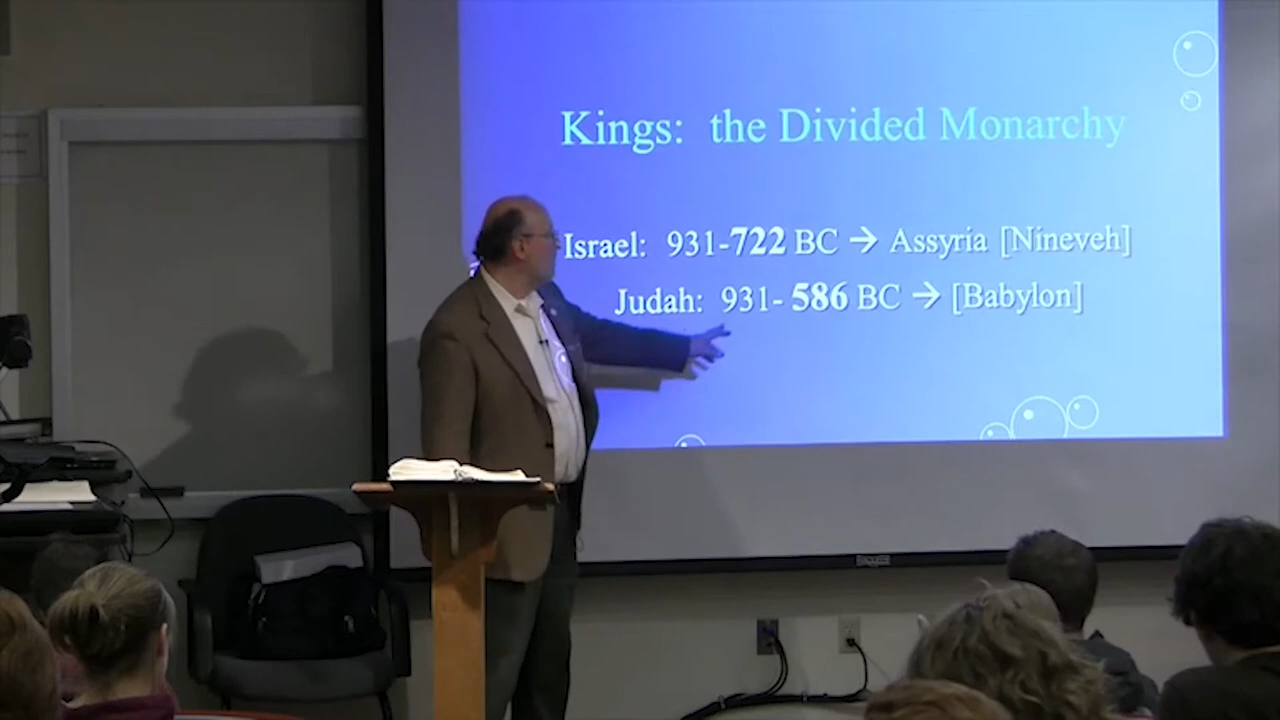 Kings: the Divided Monarchy
Israel: 931-722 BC → Assyria [Nineveh]
Judah: 931- 586 BC → [Babylon]